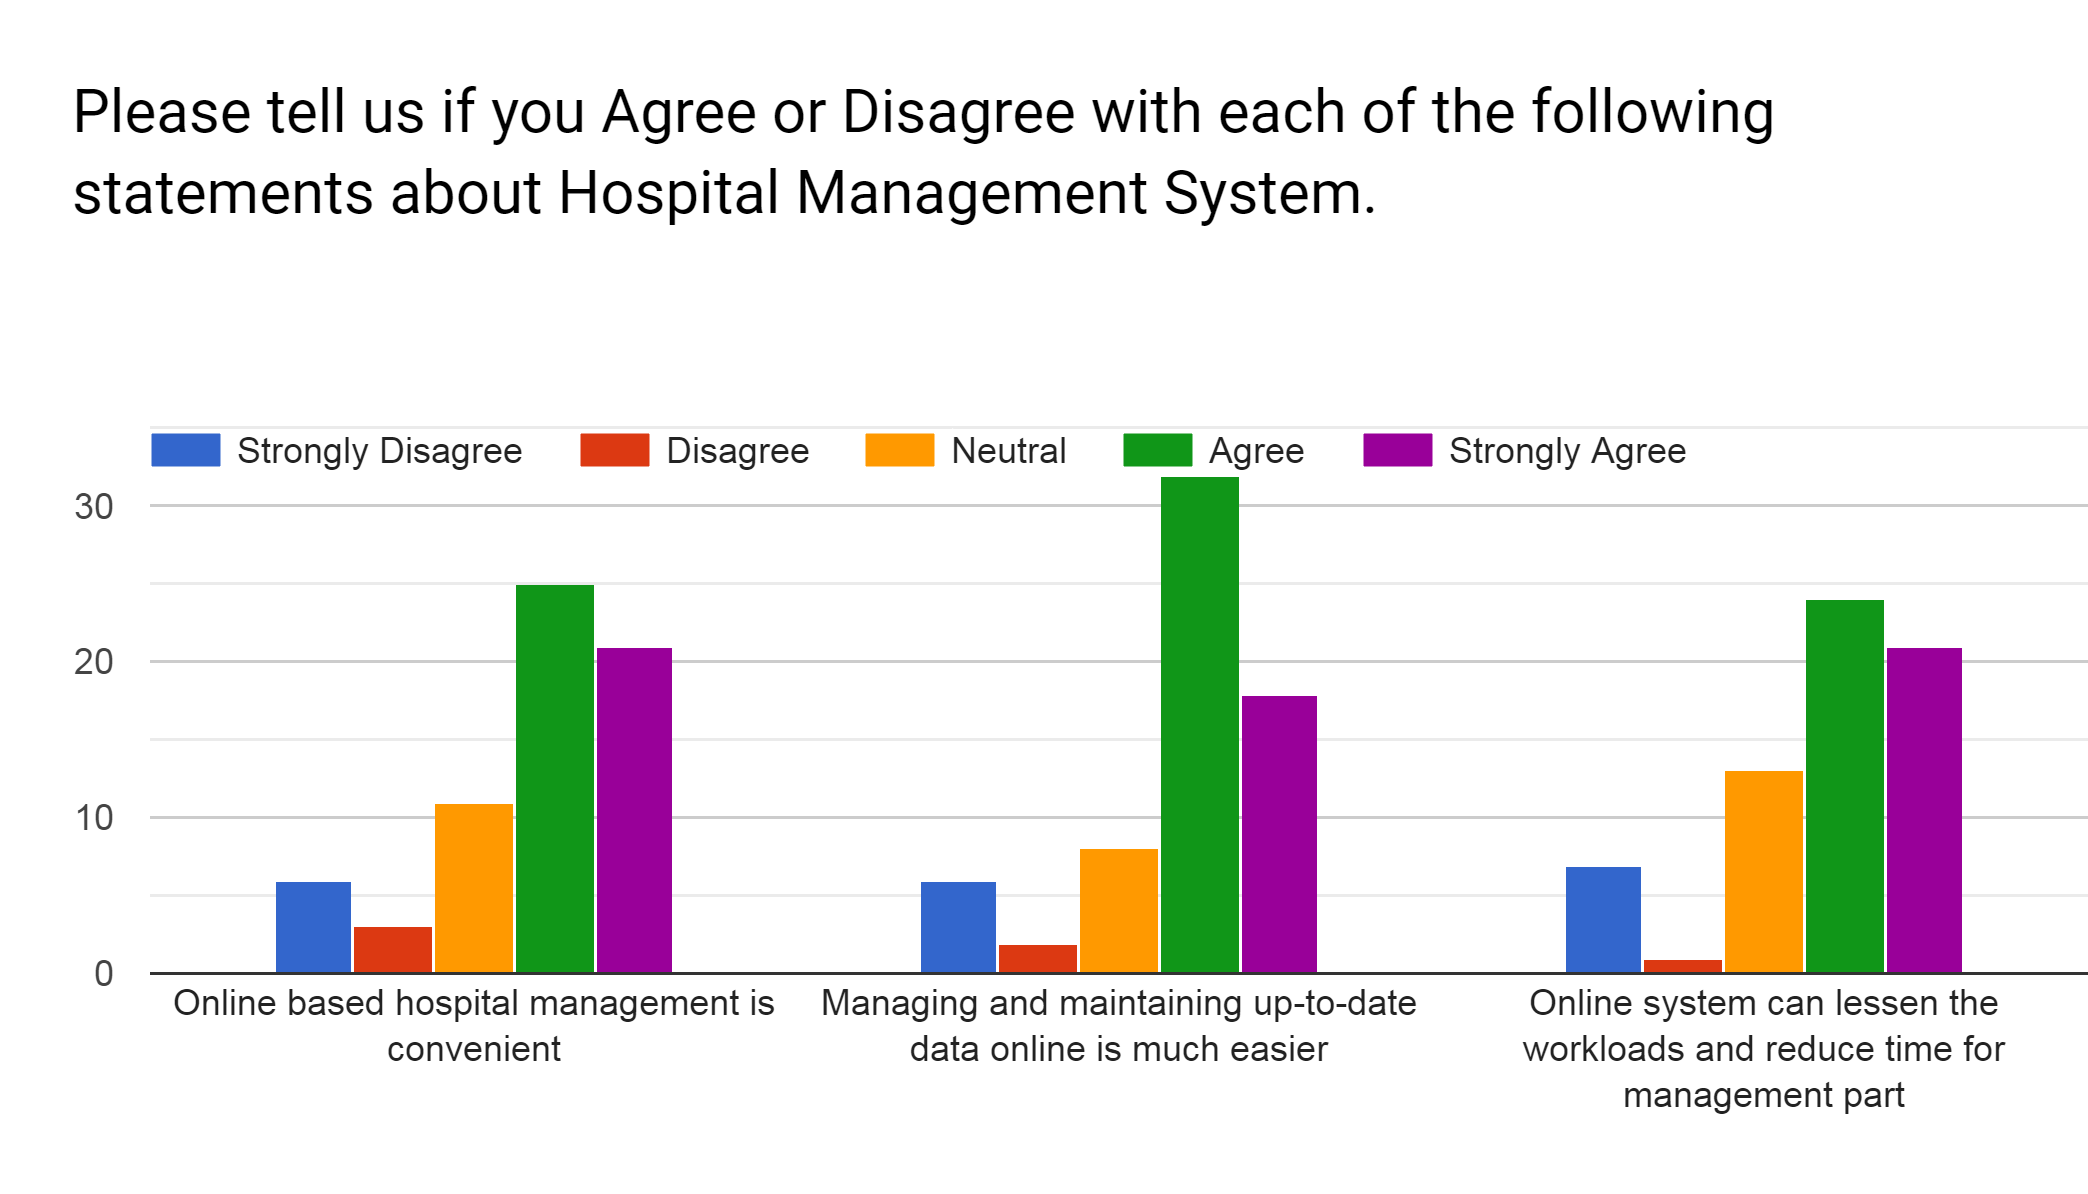 Please tell us if you Agree or Disagree with each of the following
statements about Hospital Management System.
Strongly Disagree Disagree Neutral Agree Strongly Agree
30
20
10
0
Online based hospital management is
convenient
Managing and maintaining up-to-date
data online is much easier
Online system can lessen the
workloads and reduce time for
management part